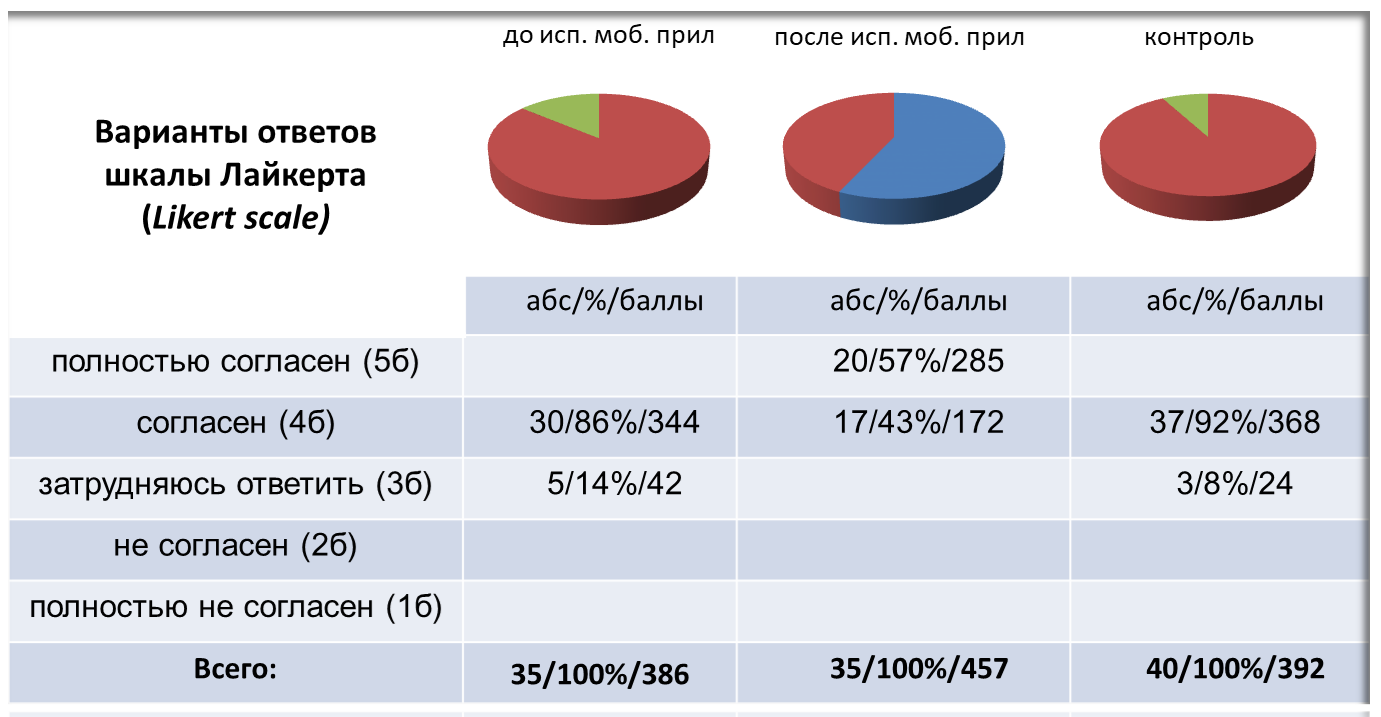 до исп. моб. прил
после исп. моб. прил
контроль
Варианты ответов
шкалы Лайкерта
(Likert scale)
абс/%/баллы
абс/%/баллы
абс/%/баллы
полностью согласен (5б)
20/57%/285
согласен (4б)
30/86%/344
17/43%/172
37/92%/368
затрудняюсь ответить (3б)
5/14%/42
3/8%/24
не согласен (2б)
полностью не согласен (1б)
Всего:
35/100%/386
35/100%/457
40/100%/392